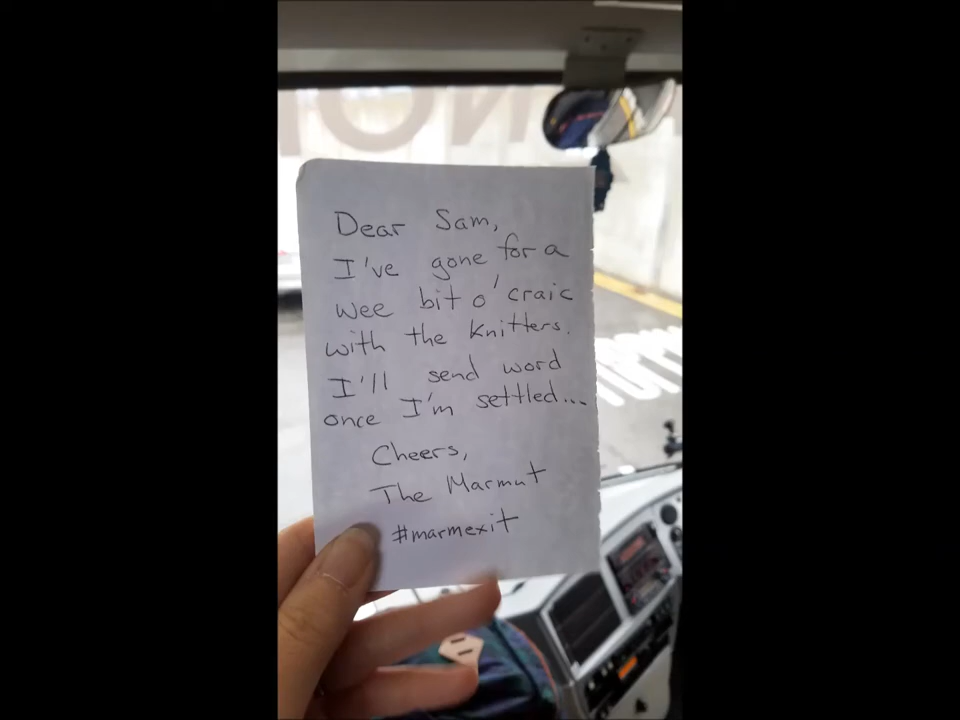 Dear Sam,
I've gone for a
wee bit o' craic
with the Knitters.
I'll send word
once I'm settled...
Cheers,
The Marmut
#marmexit